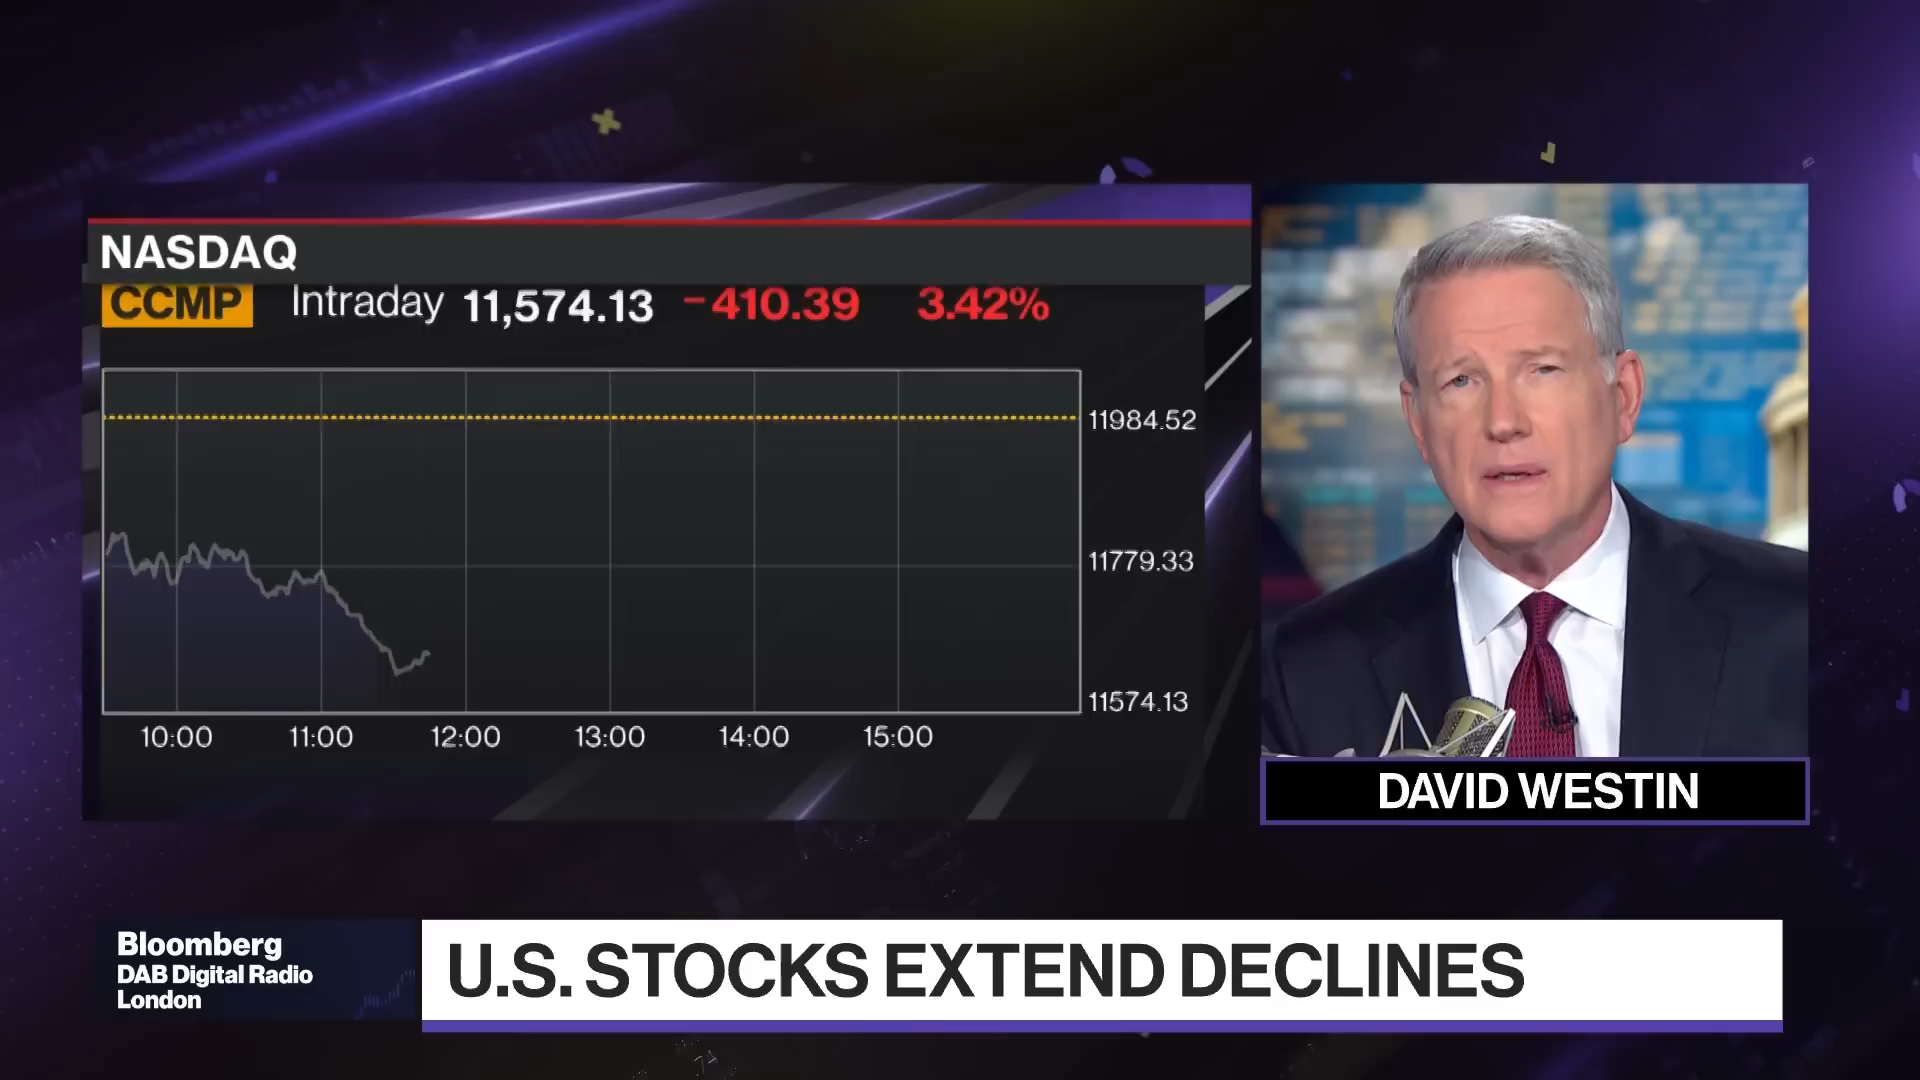 NASDAQ
CCMP Intraday 11,574.13 -410.39 3.42%
11984.52
11779.33
11574.13
10:00 11:00 12:00 13:00 14:00 15:00
DAVID WESTIN
Bloomberg
DAB Digital Radio
London
U.S. STOCKS EXTEND DECLINES
74